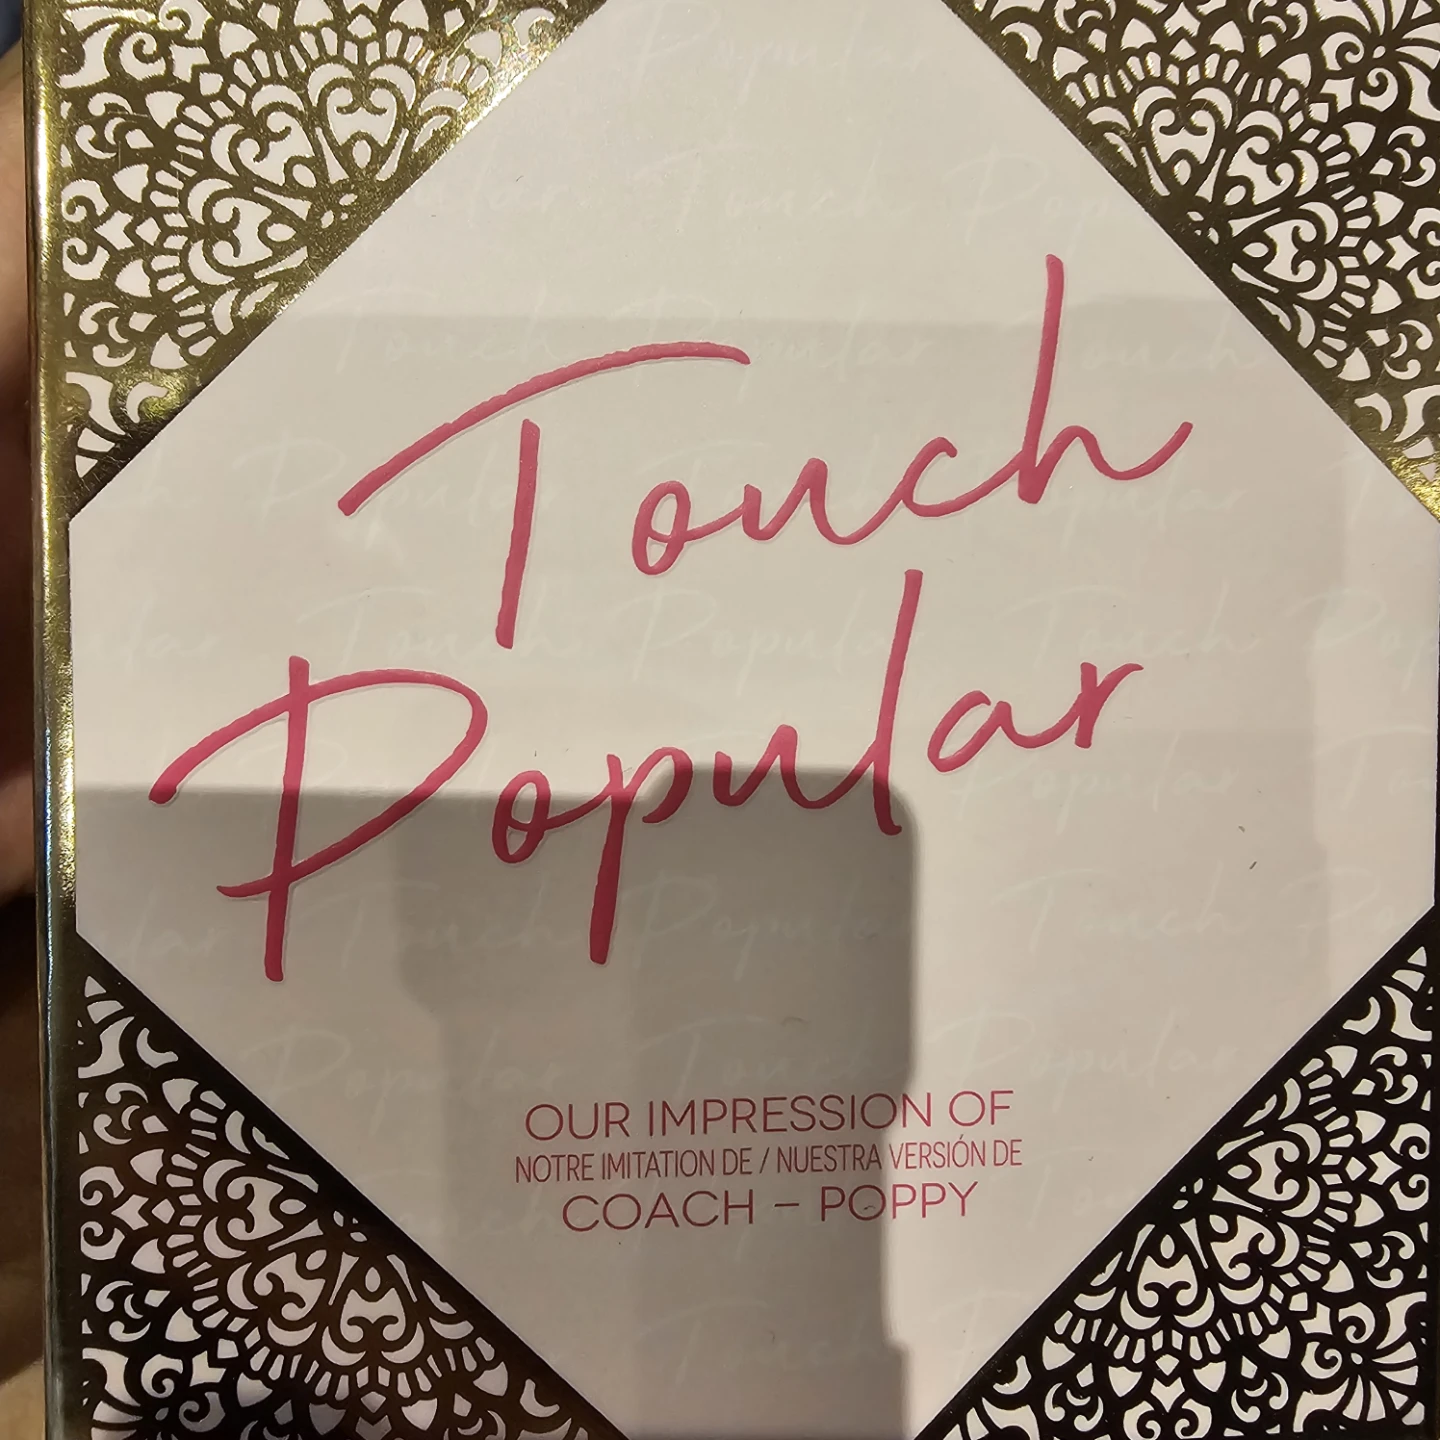 Touch
Popular
OUR IMPRESSION OF
NOTRE IMITATION DE / NUESTRA VERSIÓN DE
COACH – POPPY